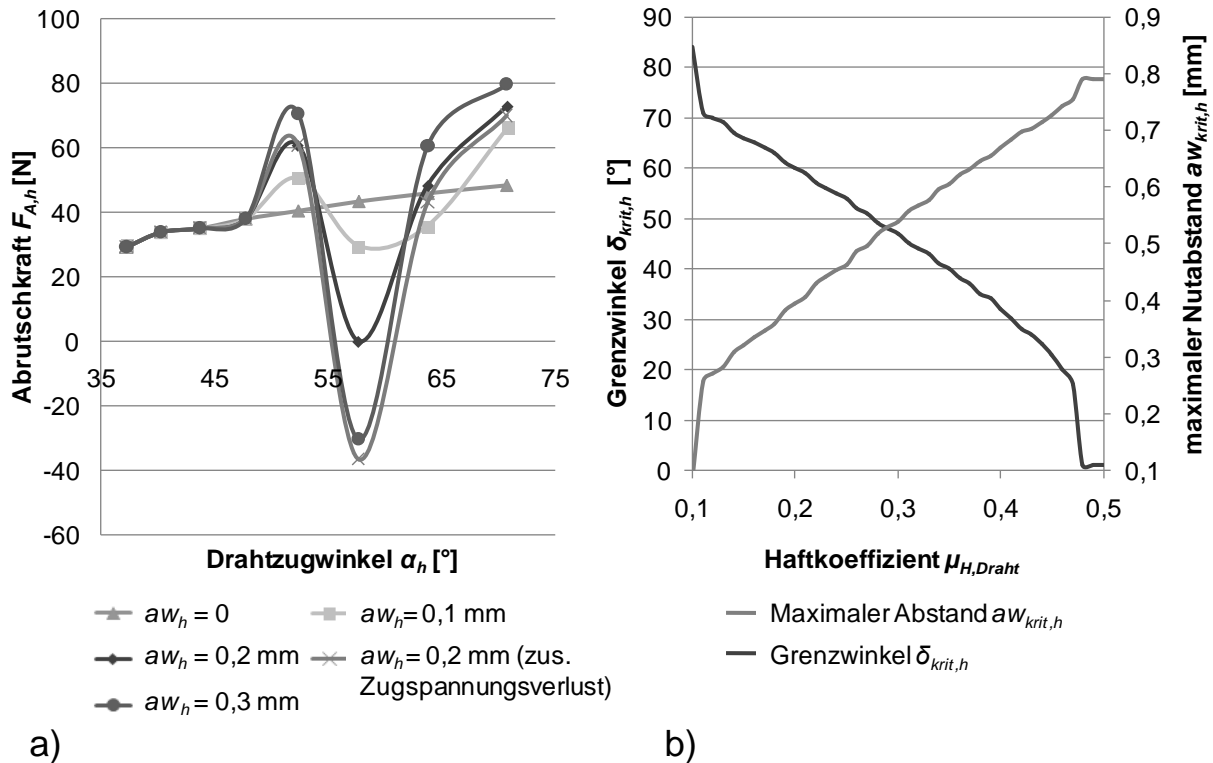 100
80
60
40
20
0
-20
-40
-60
35
45
55
65
75
Abrutschkraft F_A,h [N]
Drahtzugwinkel α_h [°]
aw_h = 0
aw_h= 0,1 mm
aw_h = 0,2 mm
aw_h= 0,2 mm (zus.
Zugspannungsverlust)
aw_h = 0,3 mm
a)
90
80
70
60
50
40
30
20
10
0
Grenzwinkel δ_krit,h [°]
0,9
0,8
0,7
0,6
0,5
0,4
0,3
0,2
0,1
maximaler Nutabstand aw_krit,h [mm]
0,1
0,2
0,3
0,4
0,5
Haftkoeffizient μ_H,Draht
Maximaler Abstand aw_krit,h
Grenzwinkel δ_krit,h
b)